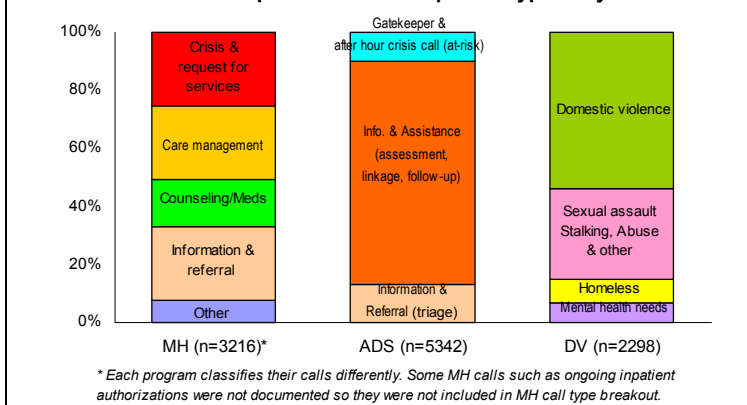 100%
80%
60%
40%
20%
0%
Crisis &
request for
services
Care management
Counseling/Meds
Information &
referral
Other
Gatekeeper &
after hour crisis call (at-risk)
Info. & Assistance
(assessment,
linkage, follow-up)
Information &
Referral (triage)
Domestic violence
Sexual assault
Stalking, Abuse
& other
Homeless
Mental health needs
MH (n=3216)*
ADS (n=5342)
DV (n=2298)
* Each program classifies their calls differently. Some MH calls such as ongoing inpatient
authorizations were not documented so they were not included in MH call type breakout.